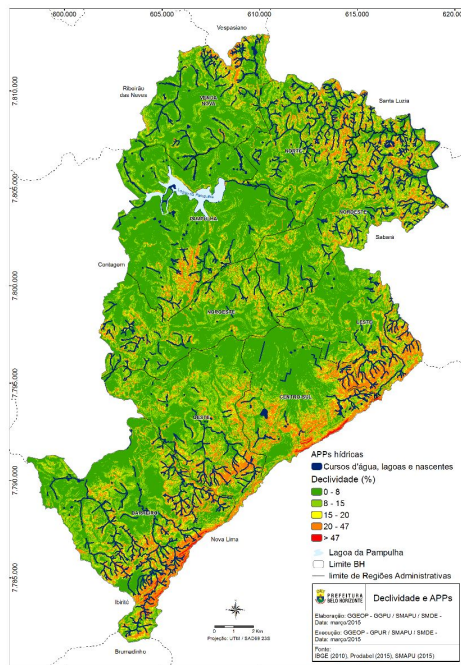 600.000 605.000 610.000 615.000 620.000
Vespasiano
7.810.000
Ribeirão
das Neves
VENDA
NOVA
Santa Luzia
NORTE
7.805.000
PAMPULHA
NORDESTE
Sabará
Contagem
7.800.000
NOROESTE
LESTE
7.795.000
CENTRO-SUL
OESTE
7.790.000
BARREIRO
Nova Lima
7.785.000
Ibirité
Brumadinho
APPs hídricas
Cursos d'água, lagoas e nascentes
Declividade (%)
0 - 8
8 - 15
15 - 20
20 - 47
> 47
Lagoa da Pampulha
Limite BH
limite de Regiões Administrativas
0 1 2 Km
Projeção: UTM / SAD69 23S
PREFEITURA
BELO HORIZONTE
Declividade e APPs
Elaboração: GGEOP - GGPU / SMAPU / SMDE -
Data: março/2015
Execução: GGEOP - GPUR / SMAPU / SMDE -
Data: março/2015
Fonte:
IBGE (2010), Prodabel (2015), SMAPU (2015)